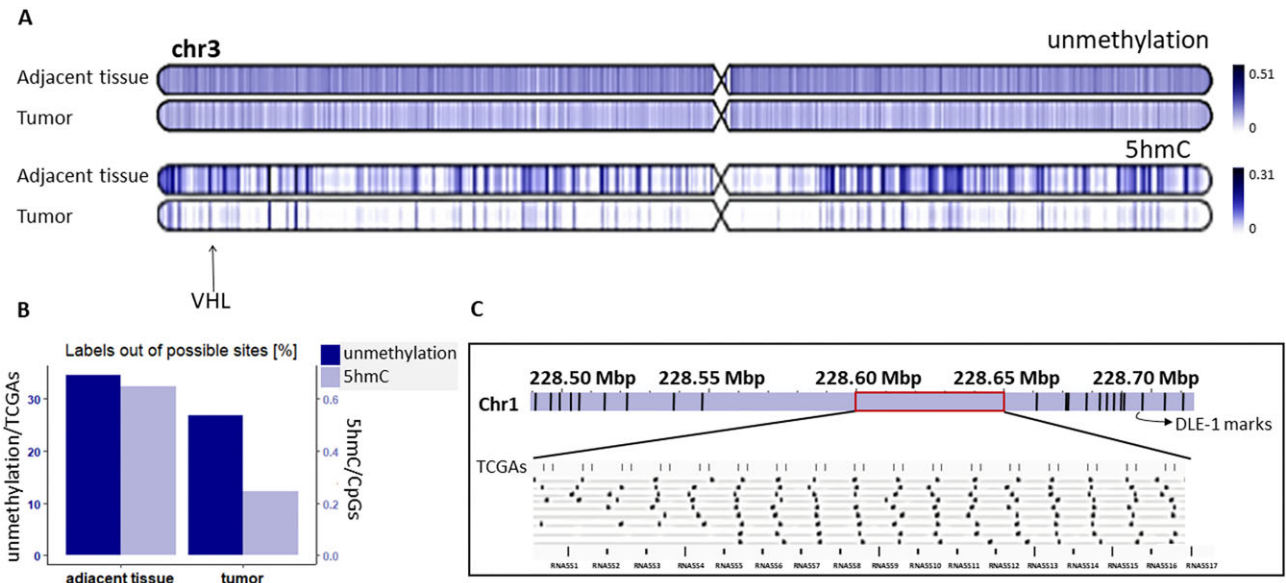 A
chr3
unmethylation
Adjacent tissue
0.51
Tumor
0
5hmC
Adjacent tissue
0.31
Tumor
0
VHL
B
Labels out of possible sites [%]
unmethylation
5hmC
unmethylation/TCGAs
30
20
10
0
0.6
0.4
0.2
0.0
5hmC/CpGs
adjacent tissue
tumor
C
228.50 Mbp 228.55 Mbp 228.60 Mbp 228.65 Mbp 228.70 Mbp
Chr1
DLE-1 marks
TCGAs
RNA5S1 RNA5S2 RNA5S3 RNA5S4 RNA5S5 RNA5S6 RNA5S7 RNA5S8 RNA5S9 RNA5S10 RNA5S11 RNA5S12 RNA5S13 RNA5S14 RNA5S15 RNA5S16 RNA5S17